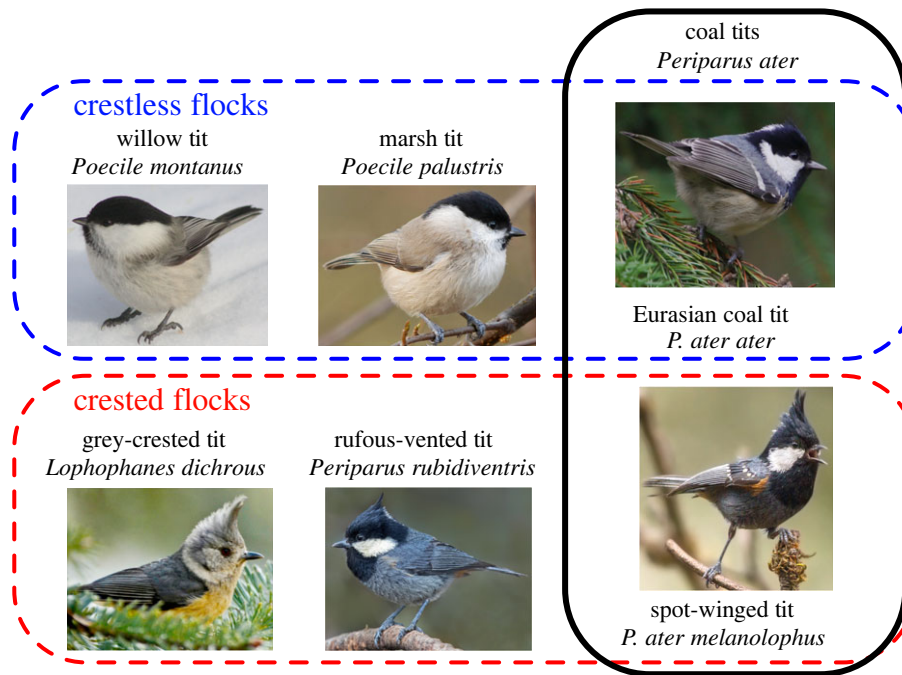 coal tits
Periparus ater
crestless flocks
willow tit
Poecile montanus
marsh tit
Poecile palustris
Eurasian coal tit
P. ater ater
crested flocks
grey-crested tit
Lophophanes dichrous
rufous-vented tit
Periparus rubidiventris
spot-winged tit
P. ater melanolophus